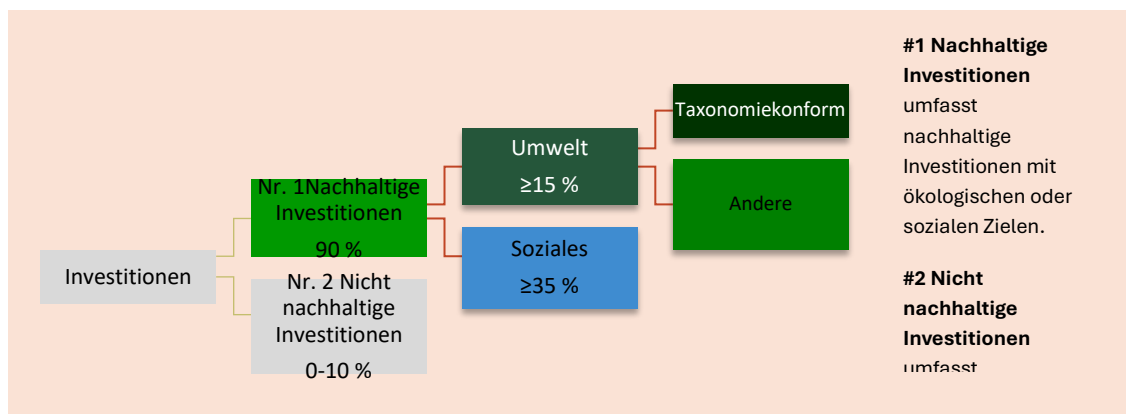 Investitionen
Nr. 1Nachhaltige
Investitionen
90 %
Nr. 2 Nicht
nachhaltige
Investitionen
0-10 %
Umwelt
≥15 %
Soziales
≥35 %
Taxonomiekonform
Andere
#1 Nachhaltige
Investitionen
umfasst
nachhaltige
Investitionen mit
ökologischen oder
sozialen Zielen.
#2 Nicht
nachhaltige
Investitionen
umfasst